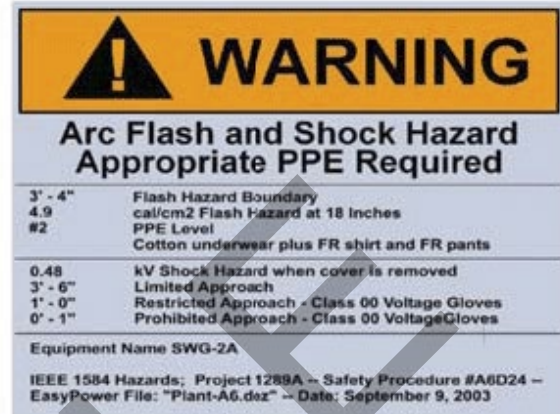 WARNING
Arc Flash and Shock Hazard
Appropriate PPE Required
3' - 4" Flash Hazard Boundary
4.9 cal/cm2 Flash Hazard at 18 Inches
#2 PPE Level
Cotton underwear plus FR shirt and FR pants
0.48 kV Shock Hazard when cover is removed
3' - 6" Limited Approach
1' - 0" Restricted Approach - Class 00 Voltage Gloves
0' - 1" Prohibited Approach - Class 00 VoltageGloves
Equipment Name SWG-2A
IEEE 1584 Hazards; Project 1289A -- Safety Procedure #A6D24 --
EasyPower File: "Plant-A6.dez" -- Date: September 9, 2003